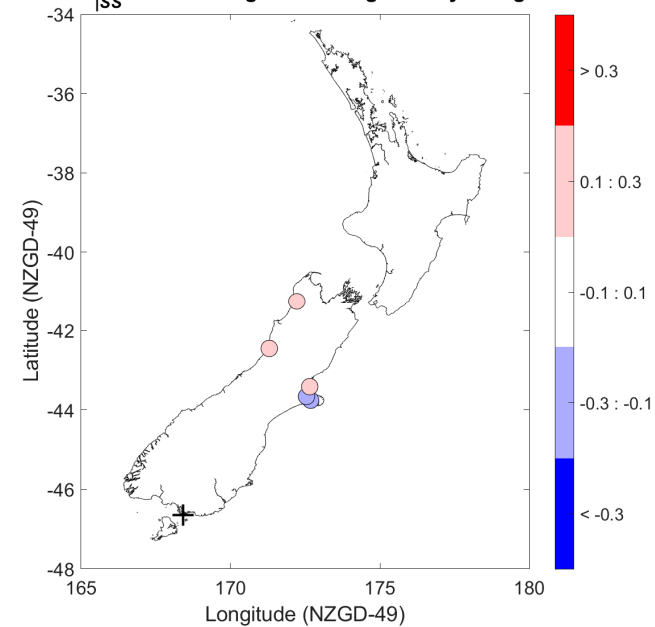 -34
-36
-38
-40
-42
-44
-46
-48
165
170
175
180
Latitude (NZGD-49)
Longitude (NZGD-49)
> 0.3
0.1 : 0.3
-0.1 : 0.1
-0.3 : -0.1
< -0.3